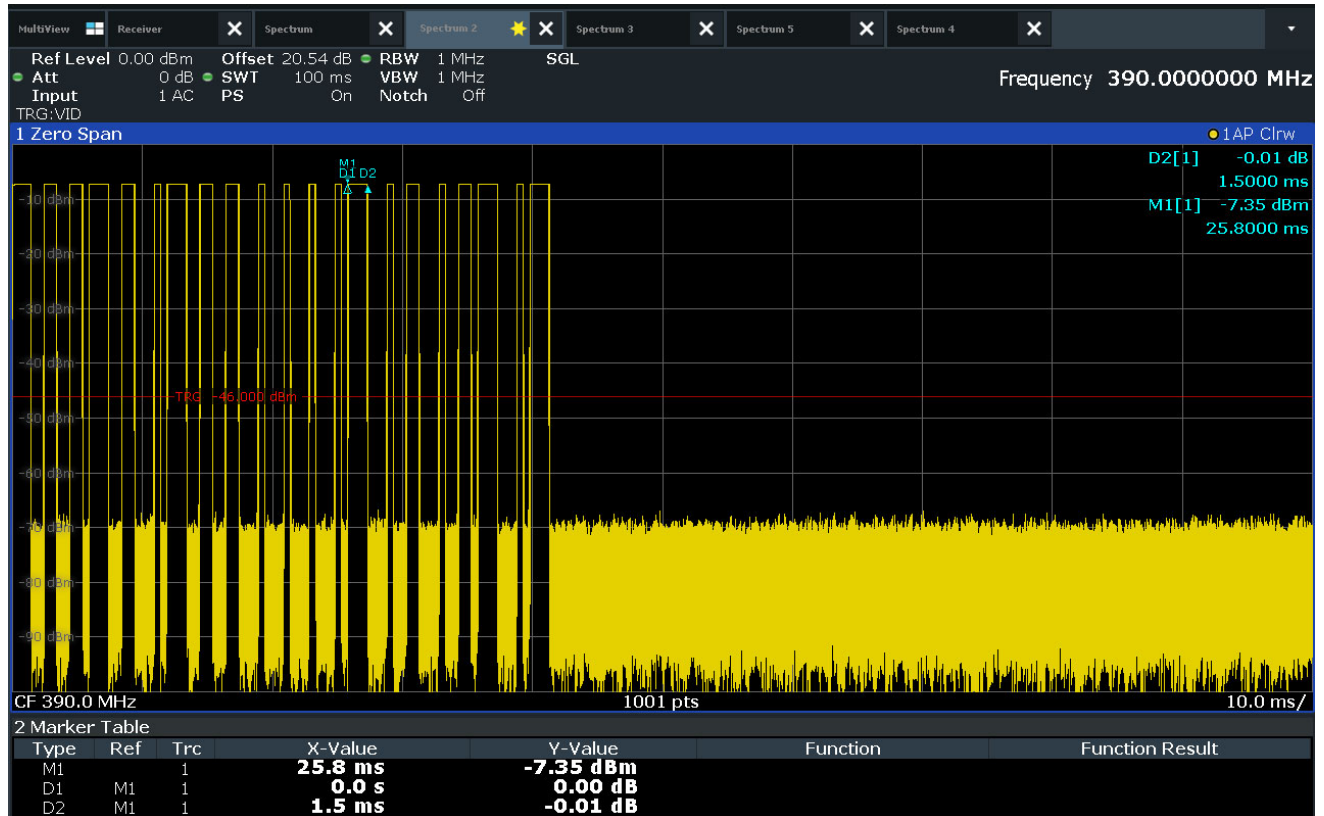 MultiView Receiver Spectrum Spectrum 2 Spectrum 3 Spectrum 5 Spectrum 4
Ref Level 0.00 dBm Offset 20.54 dB RBW 1 MHz SGL
Att 0 dB SWT 100 ms VBW 1 MHz
Input 1 AC PS On Notch Off
Frequency 390.0000000 MHz
TRG:VID
1 Zero Span 1AP Clrw
M1
D1 D2
D2[1] -0.01 dB
1.5000 ms
M1[1] -7.35 dBm
25.8000 ms
-10 dBm
-20 dBm
-30 dBm
-40 dBm
TRG -46.000 dBm
-50 dBm
-60 dBm
-70 dBm
-80 dBm
-90 dBm
CF 390.0 MHz 1001 pts 10.0 ms/
2 Marker Table
Type Ref Trc X-Value Y-Value Function Function Result
M1 1 25.8 ms -7.35 dBm
D1 M1 1 0.0 s 0.00 dB
D2 M1 1 1.5 ms -0.01 dB